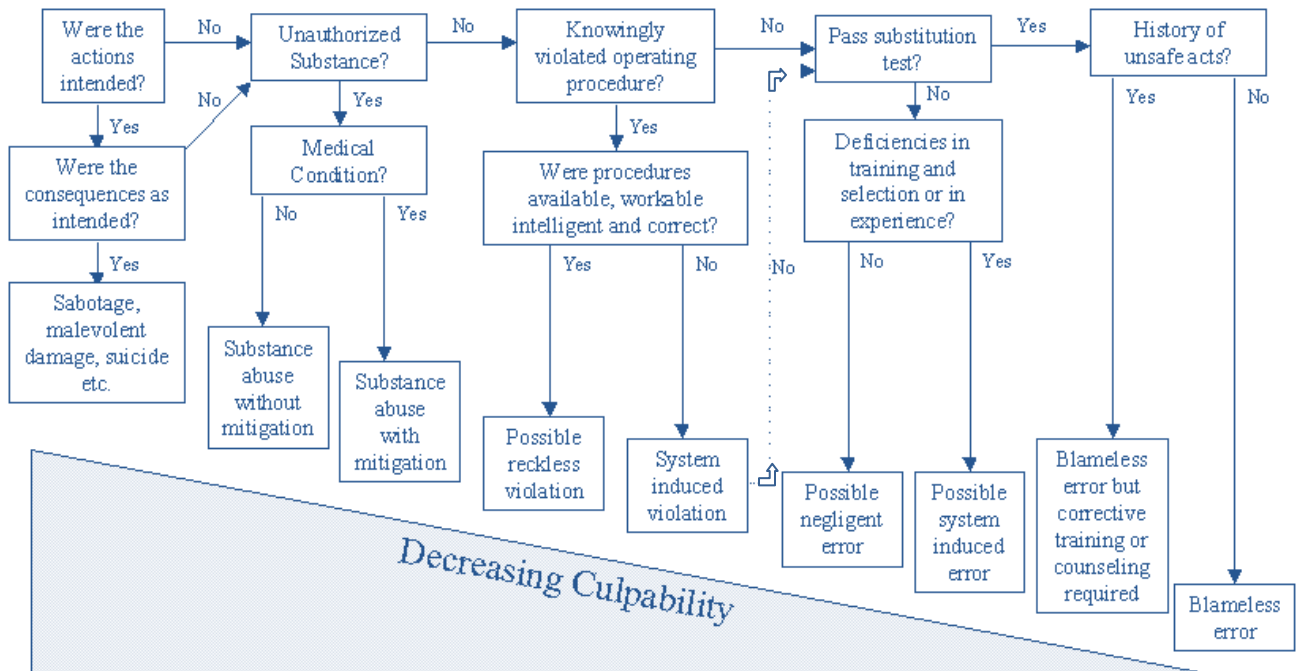 Were the
actions
intended?
No
Unauthorized
Substance?
No
Knowingly
violated operating
procedure?
No
Pass substitution
test?
Yes
History of
unsafe acts?
Yes
No
Yes
Yes
No
Yes
No
Were the
consequences as
intended?
Medical
Condition?
Were procedures
available, workable
intelligent and correct?
Deficiencies in
training and
selection or in
experience?
Yes
No
Yes
Yes
No
No
No
Yes
Sabotage,
malevolent
damage, suicide
etc.
Substance
abuse
without
mitigation
Substance
abuse
with
mitigation
Possible
reckless
violation
System
induced
violation
Possible
negligent
error
Possible
system
induced
error
Blameless
error but
corrective
training or
counseling
required
Blameless
error
Decreasing Culpability